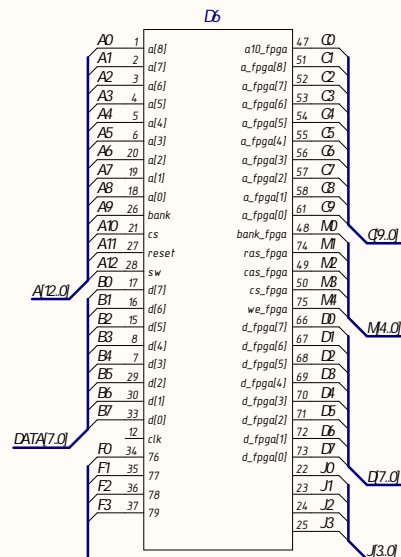 D6
A0 1 a[8] a10_fpga 47 C0
A1 2 a[7] a_fpga[8] 51 C1
A2 3 a[6] a_fpga[7] 52 C2
A3 4 a[5] a_fpga[6] 53 C3
A4 5 a[4] a_fpga[5] 54 C4
A5 6 a[3] a_fpga[4] 55 C5
A6 20 a[2] a_fpga[3] 56 C6
A7 19 a[1] a_fpga[2] 57 C7
A8 18 a[0] a_fpga[1] 58 C8
A9 26 bank a_fpga[0] 61 C9
A10 21 cs bank_fpga 48 M0
C[9..0]
A11 27 reset ras_fpga 74 M1
A12 28 sw cas_fpga 49 M2
B0 17 d[7] cs_fpga 50 M3
A[12..0]
B1 16 d[6] we_fpga 75 M4
B2 15 d[5] d_fpga[7] 66 D0
M[4..0]
B3 8 d[4] d_fpga[6] 67 D1
B4 7 d[3] d_fpga[5] 68 D2
B5 29 d[2] d_fpga[4] 69 D3
B6 30 d[1] d_fpga[3] 70 D4
B7 33 d[0] d_fpga[2] 71 D5
12 clk d_fpga[1] 72 D6
DATA[7..0]
F0 34 76 d_fpga[0] 73 D7
F1 35 77 22 J0
D[7..0]
F2 36 78 23 J1
F3 37 79 24 J2
25 J3
J[3..0]